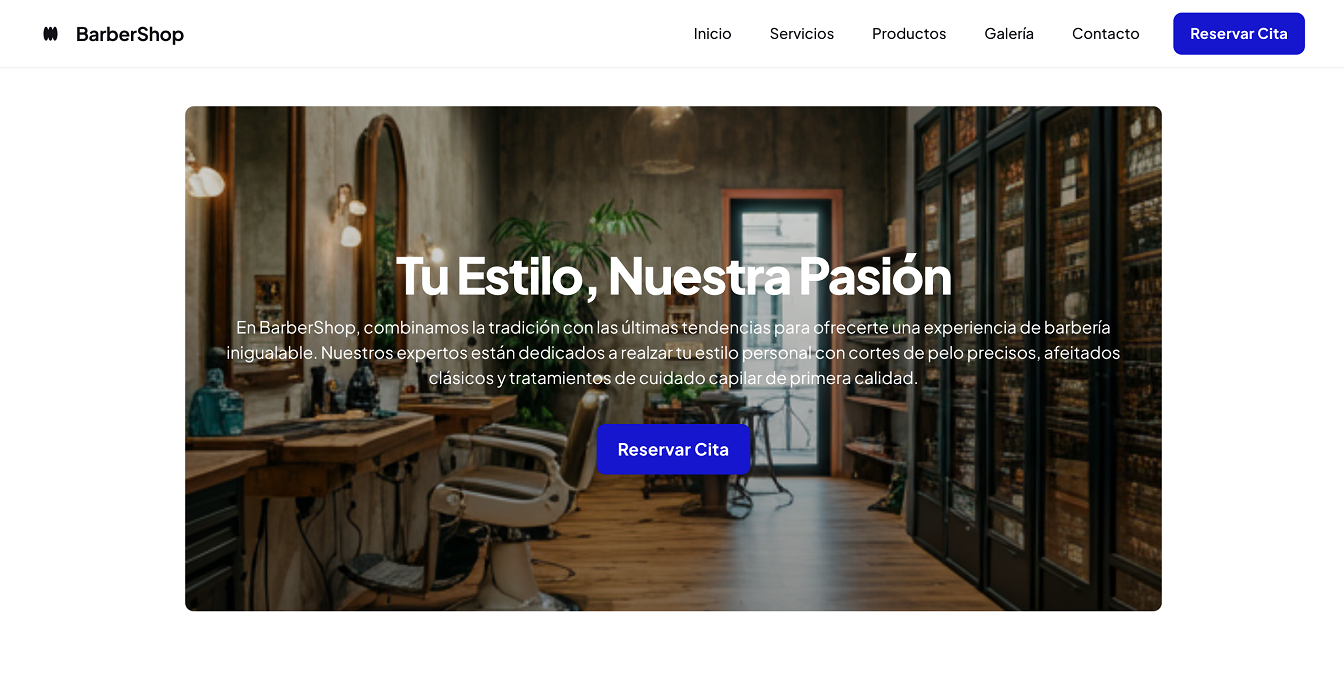 BarberShop
Inicio
Servicios
Productos
Galería
Contacto
Reservar Cita
Tu Estilo, Nuestra Pasión
En BarberShop, combinamos la tradición con las últimas tendencias para ofrecerte una experiencia de barbería
inigualable. Nuestros expertos están dedicados a realzar tu estilo personal con cortes de pelo precisos, afeitados
clásicos y tratamientos de cuidado capilar de primera calidad.
Reservar Cita